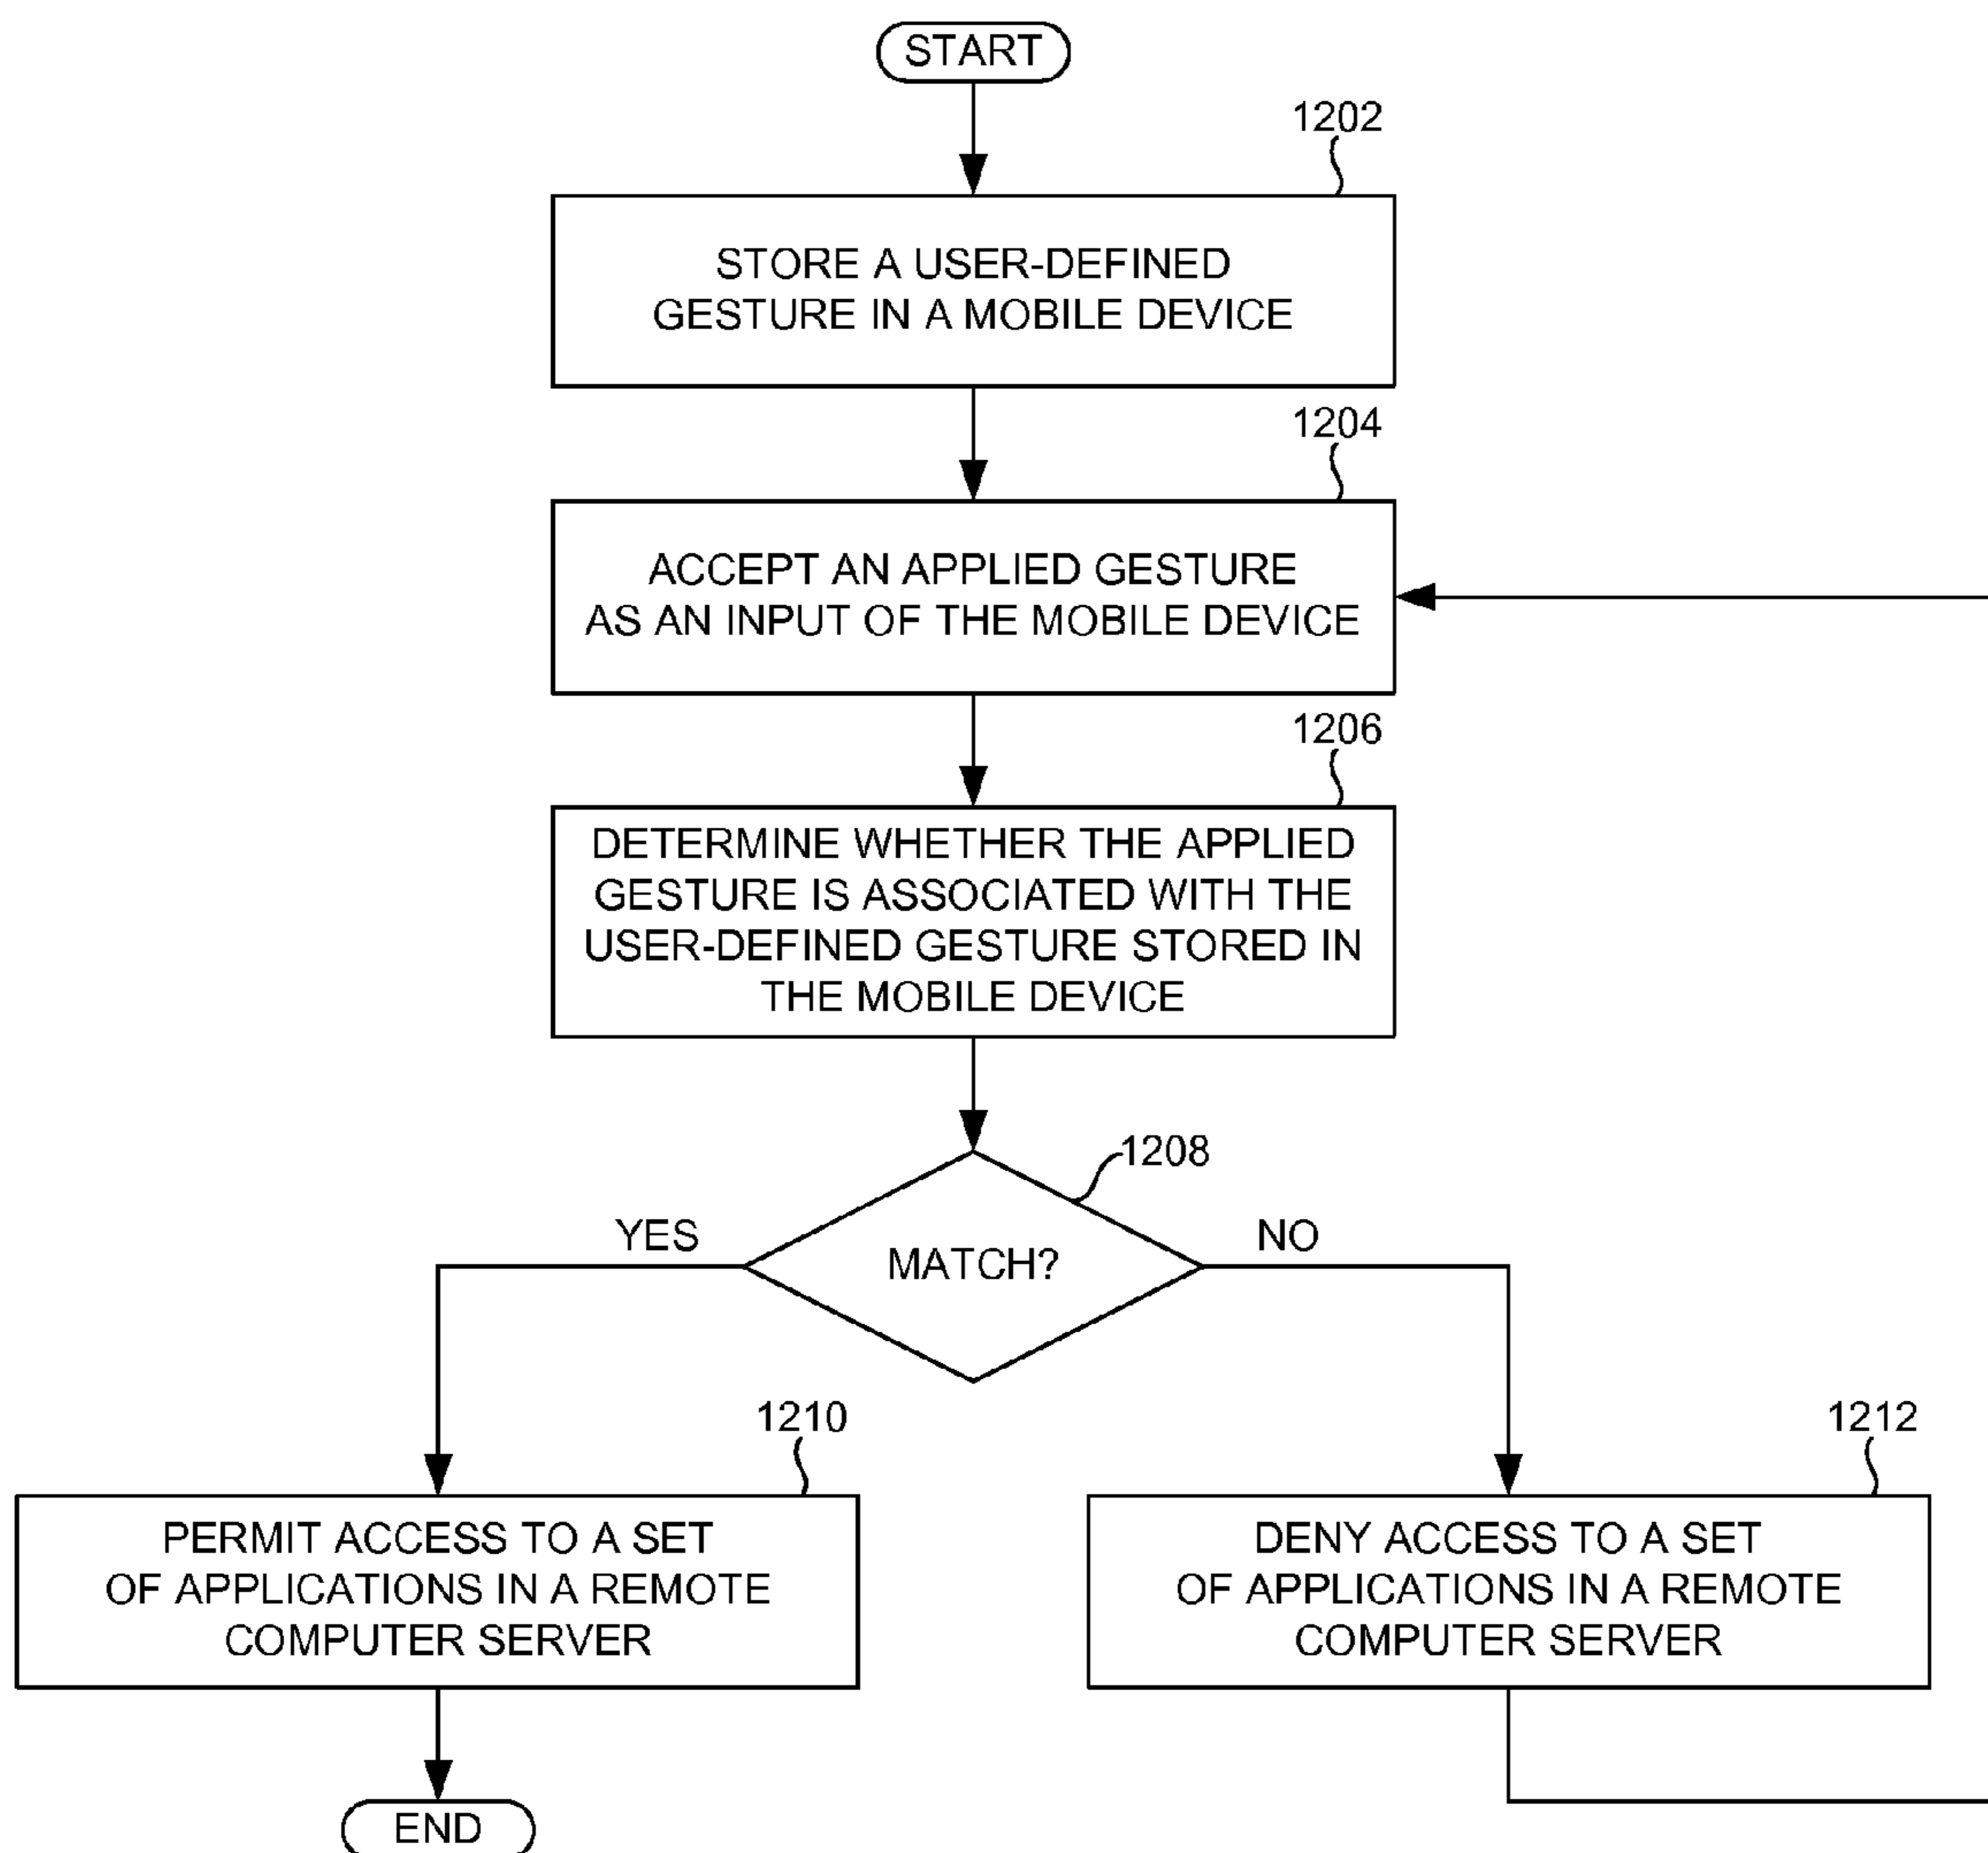 START
1202
STORE A USER-DEFINED
GESTURE IN A MOBILE DEVICE
1204
ACCEPT AN APPLIED GESTURE
AS AN INPUT OF THE MOBILE DEVICE
1206
DETERMINE WHETHER THE APPLIED
GESTURE IS ASSOCIATED WITH THE
USER-DEFINED GESTURE STORED IN
THE MOBILE DEVICE
1208
YES
MATCH?
NO
1210
PERMIT ACCESS TO A SET
OF APPLICATIONS IN A REMOTE
COMPUTER SERVER
1212
DENY ACCESS TO A SET
OF APPLICATIONS IN A REMOTE
COMPUTER SERVER
END